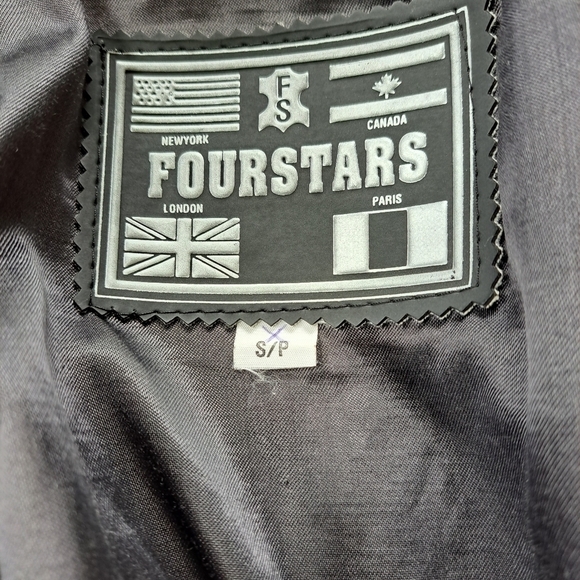 FS
NEWYORK
CANADA
FOURSTARS
LONDON
PARIS
S/P